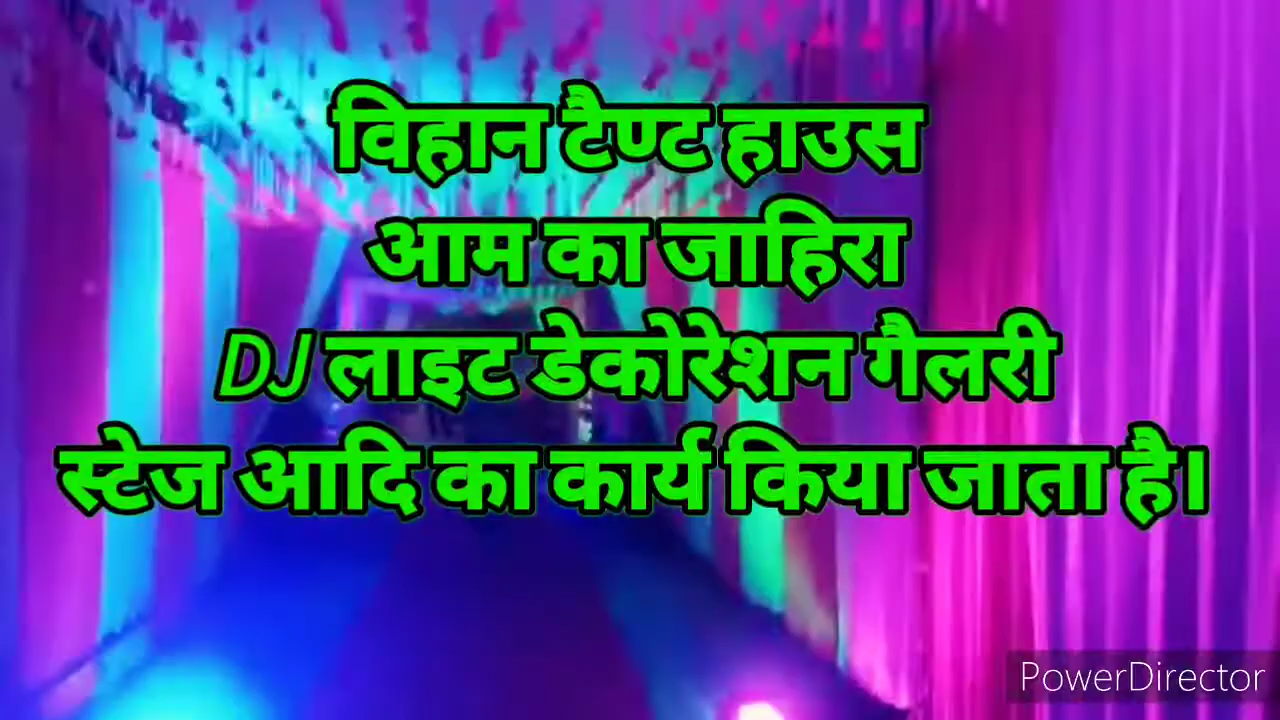 विहान टैण्ट हाउस
आम का जाहिरा
DJ लाइट डेकोरेशन गैलरी
स्टेज आदि का कार्य किया जाता है।
PowerDirector